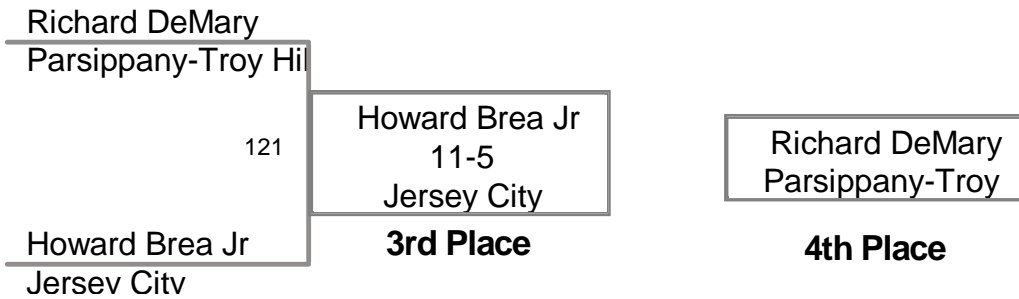 Richard DeMary
Parsippany-Troy Hil
121
Howard Brea Jr
11-5
Jersey City
3rd Place
Richard DeMary
Parsippany-Troy
4th Place
Howard Brea Jr
Jersey City